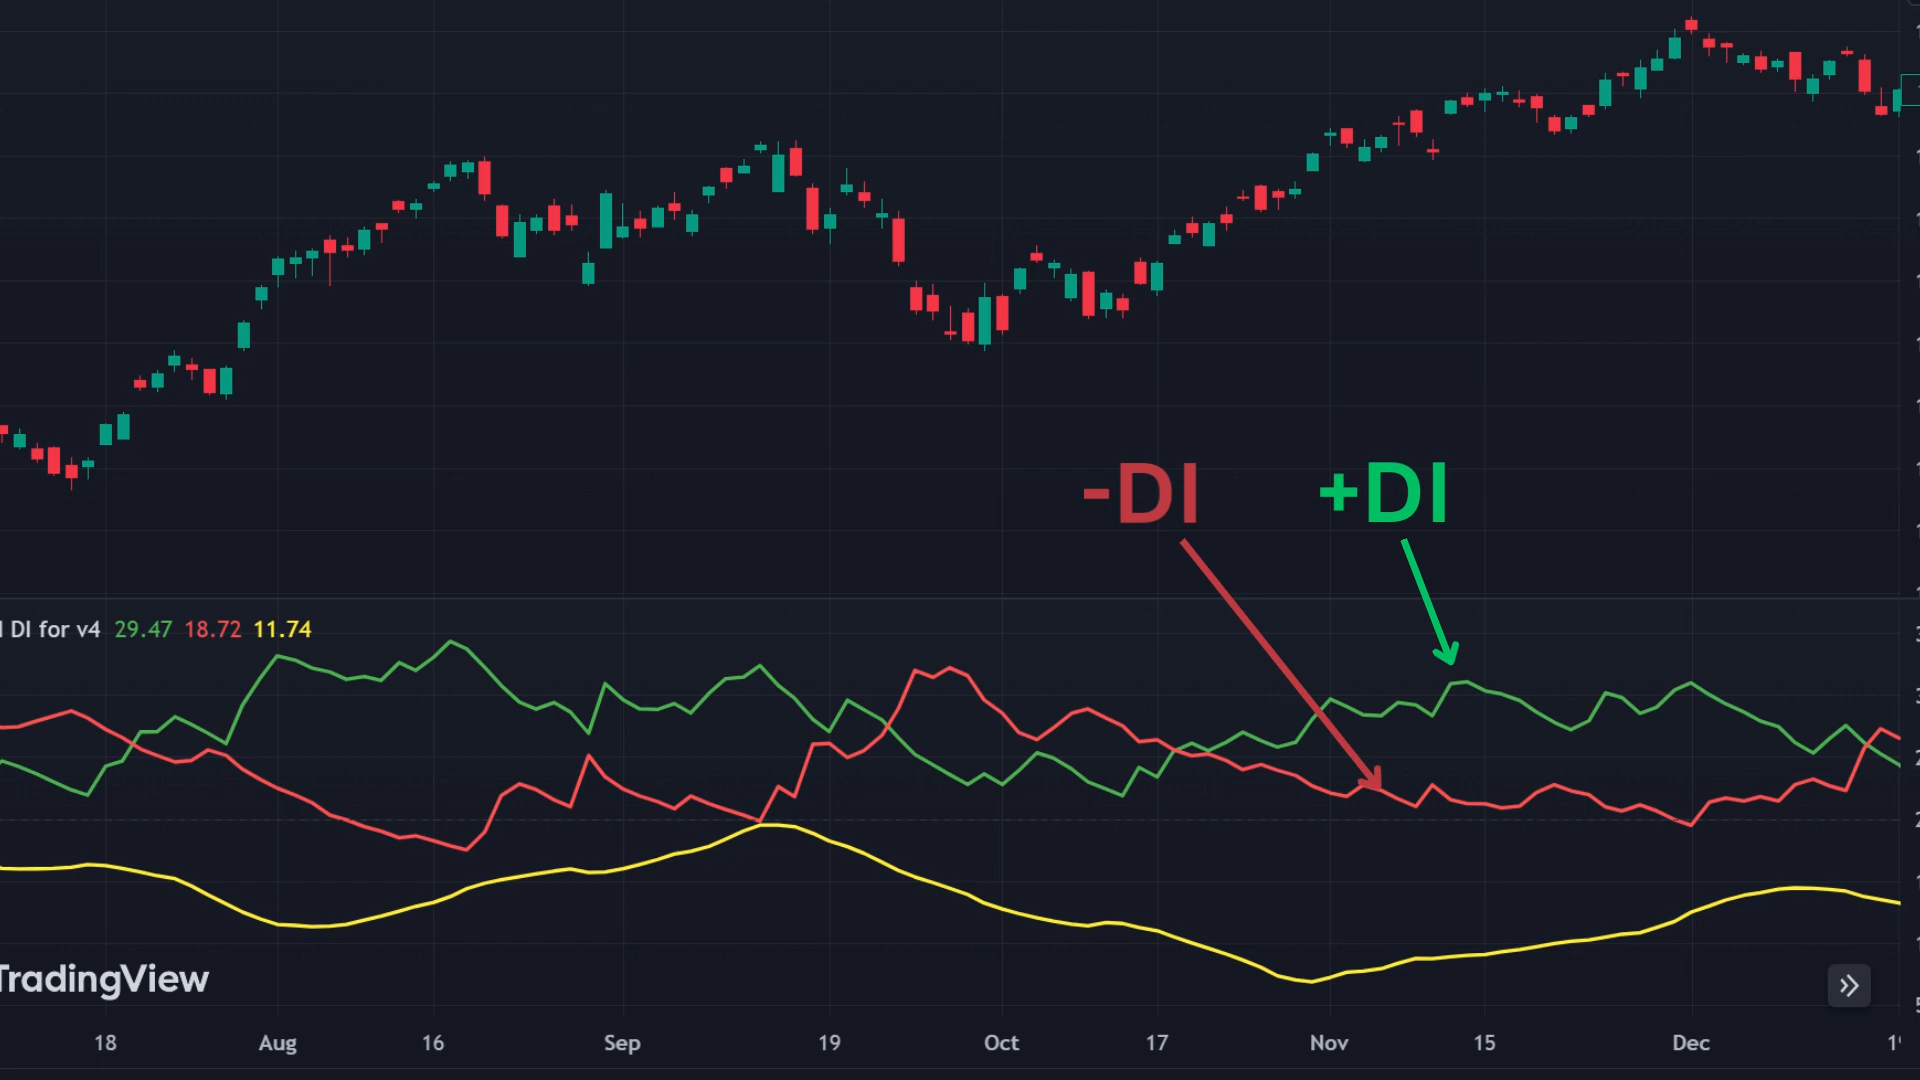 -DI +DI
DI for v4 29.47 18.72 11.74
TradingView
18 Aug 16 Sep 19 Oct 17 Nov 15 Dec